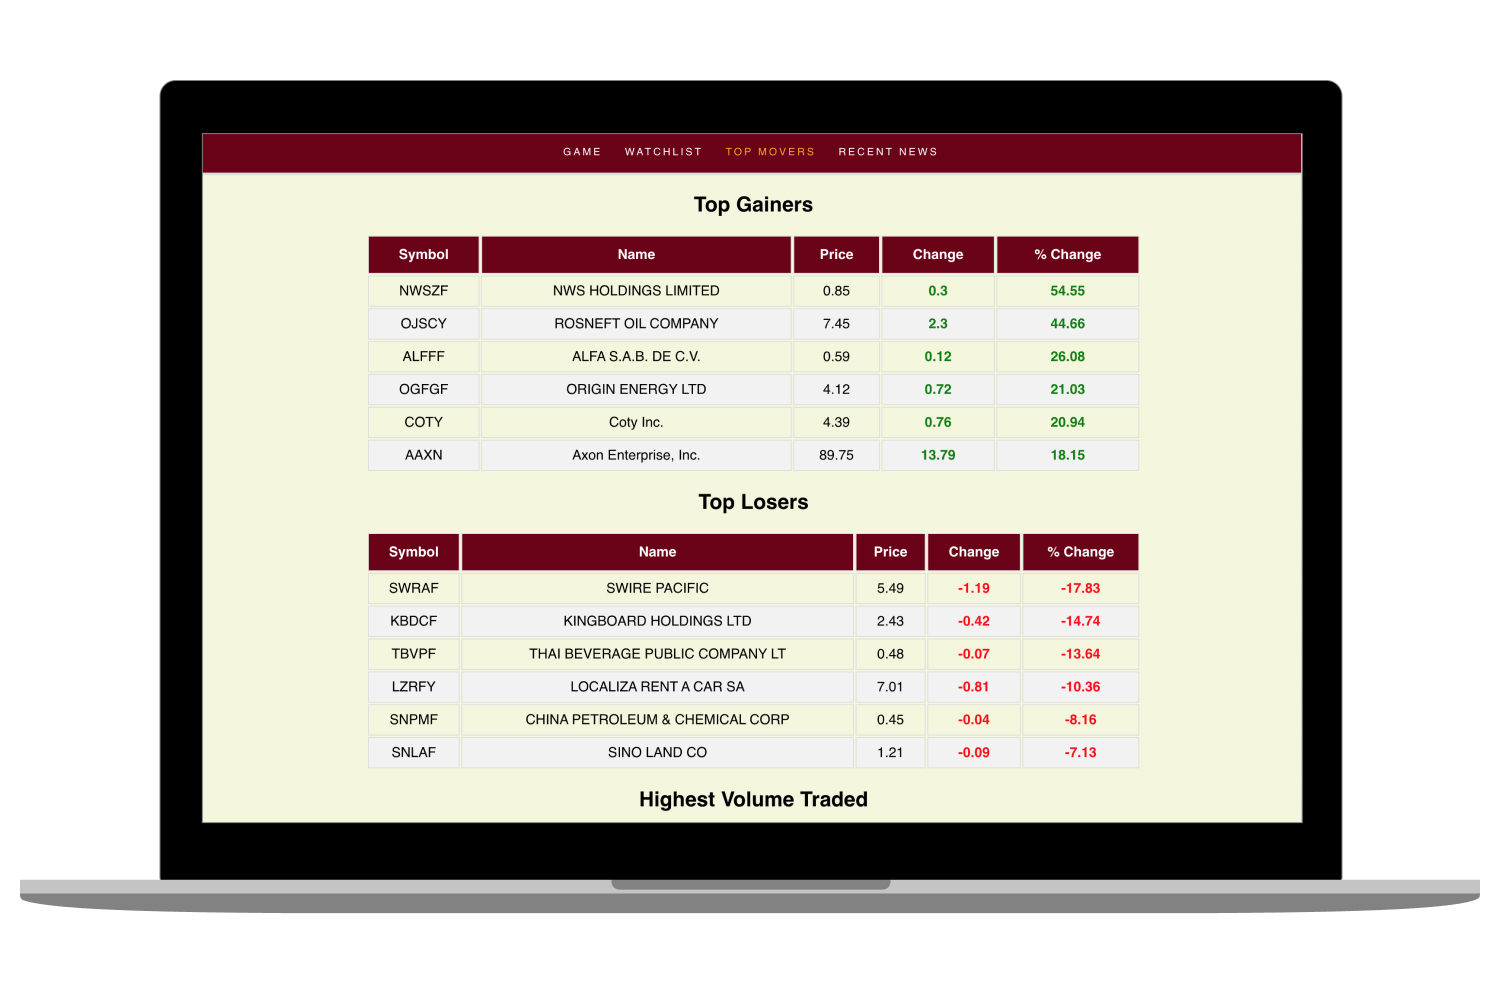 GAME WATCHLIST TOP MOVERS RECENT NEWS
Top Gainers
Symbol Name Price Change % Change
NWSZF NWS HOLDINGS LIMITED 0.85 0.3 54.55
OJSCY ROSNEFT OIL COMPANY 7.45 2.3 44.66
ALFFF ALFA S.A.B. DE C.V. 0.59 0.12 26.08
OGFGF ORIGIN ENERGY LTD 4.12 0.72 21.03
COTY Coty Inc. 4.39 0.76 20.94
AAXN Axon Enterprise, Inc. 89.75 13.79 18.15
Top Losers
Symbol Name Price Change % Change
SWRAF SWIRE PACIFIC 5.49 -1.19 -17.83
KBDCF KINGBOARD HOLDINGS LTD 2.43 -0.42 -14.74
TBVPF THAI BEVERAGE PUBLIC COMPANY LT 0.48 -0.07 -13.64
LZRFY LOCALIZA RENT A CAR SA 7.01 -0.81 -10.36
SNPMF CHINA PETROLEUM & CHEMICAL CORP 0.45 -0.04 -8.16
SNLAF SINO LAND CO 1.21 -0.09 -7.13
Highest Volume Traded